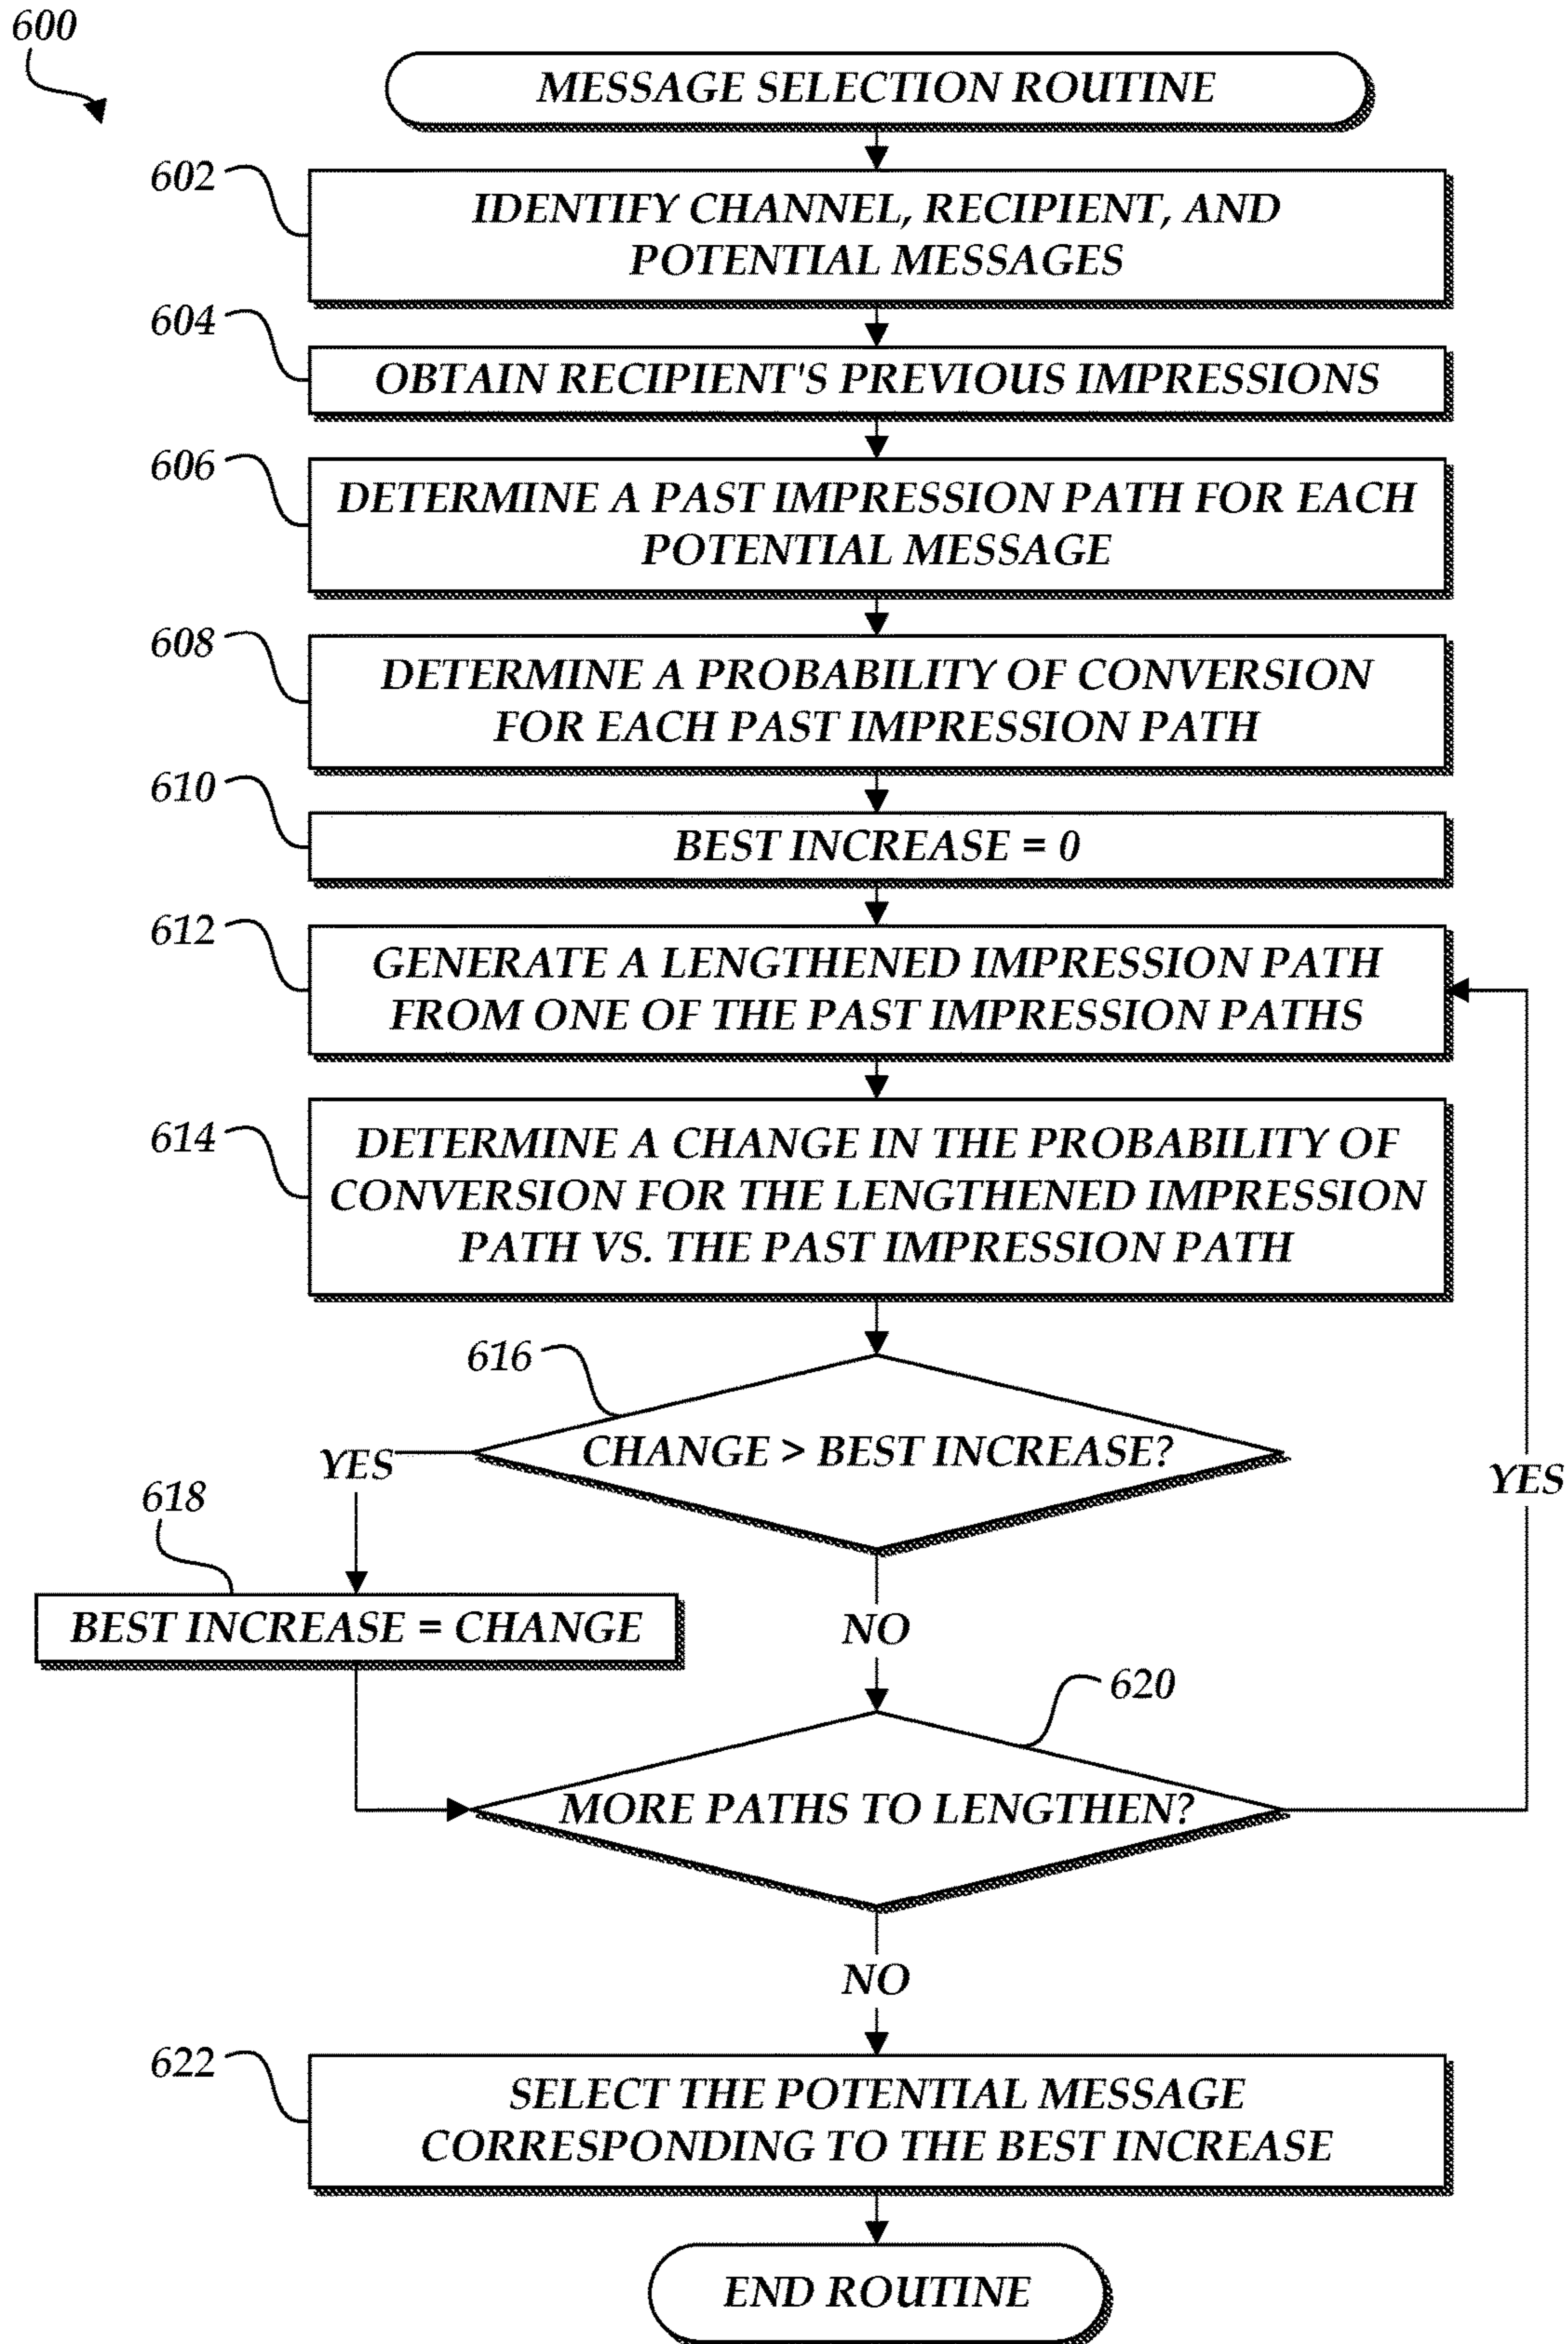 600
MESSAGE SELECTION ROUTINE
602
IDENTIFY CHANNEL, RECIPIENT, AND
POTENTIAL MESSAGES
604
OBTAIN RECIPIENT'S PREVIOUS IMPRESSIONS
606
DETERMINE A PAST IMPRESSION PATH FOR EACH
POTENTIAL MESSAGE
608
DETERMINE A PROBABILITY OF CONVERSION
FOR EACH PAST IMPRESSION PATH
610
BEST INCREASE = 0
612
GENERATE A LENGTHENED IMPRESSION PATH
FROM ONE OF THE PAST IMPRESSION PATHS
614
DETERMINE A CHANGE IN THE PROBABILITY OF
CONVERSION FOR THE LENGTHENED IMPRESSION
PATH VS. THE PAST IMPRESSION PATH
616
CHANGE > BEST INCREASE?
YES
YES
618
BEST INCREASE = CHANGE
NO
620
MORE PATHS TO LENGTHEN?
NO
622
SELECT THE POTENTIAL MESSAGE
CORRESPONDING TO THE BEST INCREASE
END ROUTINE